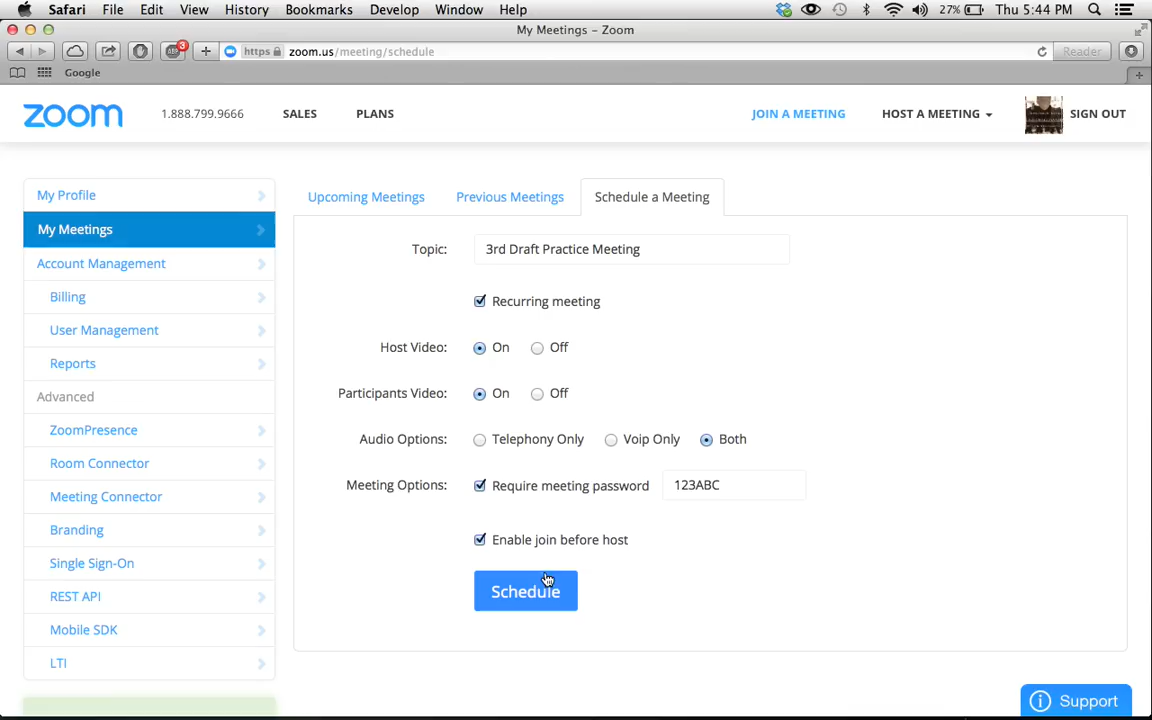 Safari File Edit View History Bookmarks Develop Window Help 27% Thu 5:44 PM
My Meetings – Zoom
ABP 3 + https zoom.us/meeting/schedule Reader
Google
zoom 1.888.799.9666 SALES PLANS JOIN A MEETING HOST A MEETING SIGN OUT
My Profile
My Meetings
Account Management
Billing
User Management
Reports
Advanced
ZoomPresence
Room Connector
Meeting Connector
Branding
Single Sign-On
REST API
Mobile SDK
LTI
Upcoming Meetings Previous Meetings Schedule a Meeting
Topic: 3rd Draft Practice Meeting
Recurring meeting
Host Video: On Off
Participants Video: On Off
Audio Options: Telephony Only Voip Only Both
Meeting Options: Require meeting password 123ABC
Enable join before host
Schedule
Support